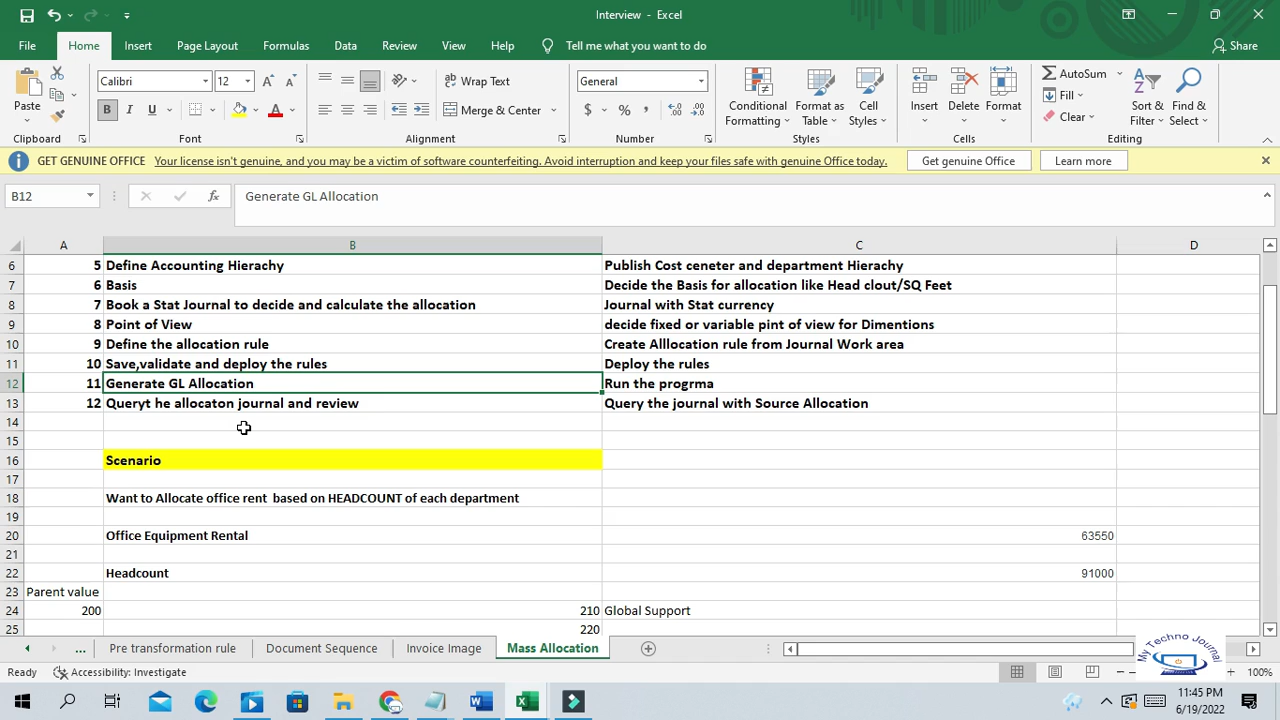 Interview - Excel
File Home Insert Page Layout Formulas Data Review View Help Tell me what you want to do Share
Paste
Calibri 12
Wrap Text
General
Conditional Formatting
Format as Table
Cell Styles
Insert
Delete
Format
AutoSum
Fill
Clear
Sort & Filter
Find & Select
B I U
Merge & Center
$ % ,
Clipboard Font Alignment Number Styles Cells Editing
GET GENUINE OFFICE Your license isn't genuine, and you may be a victim of software counterfeiting. Avoid interruption and keep your files safe with genuine Office today. Get genuine Office Learn more
B12 fx Generate GL Allocation
A B C D
6 5 Define Accounting Hierachy Publish Cost ceneter and department Hierachy
7 6 Basis Decide the Basis for allocation like Head clout/SQ Feet
8 7 Book a Stat Journal to decide and calculate the allocation Journal with Stat currency
9 8 Point of View decide fixed or variable pint of view for Dimentions
10 9 Define the allocation rule Create Alllocation rule from Journal Work area
11 10 Save,validate and deploy the rules Deploy the rules
12 11 Generate GL Allocation Run the progrma
13 12 Queryt he allocaton journal and review Query the journal with Source Allocation
14
15
16 Scenario
17
18 Want to Allocate office rent based on HEADCOUNT of each department
19
20 Office Equipment Rental 63550
21
22 Headcount 91000
23 Parent value
24 200 210 Global Support
25 220
... Pre transformation rule Document Sequence Invoice Image Mass Allocation
My Techno Journal
Ready Accessibility: Investigate 100%
11:45 PM
6/19/2022